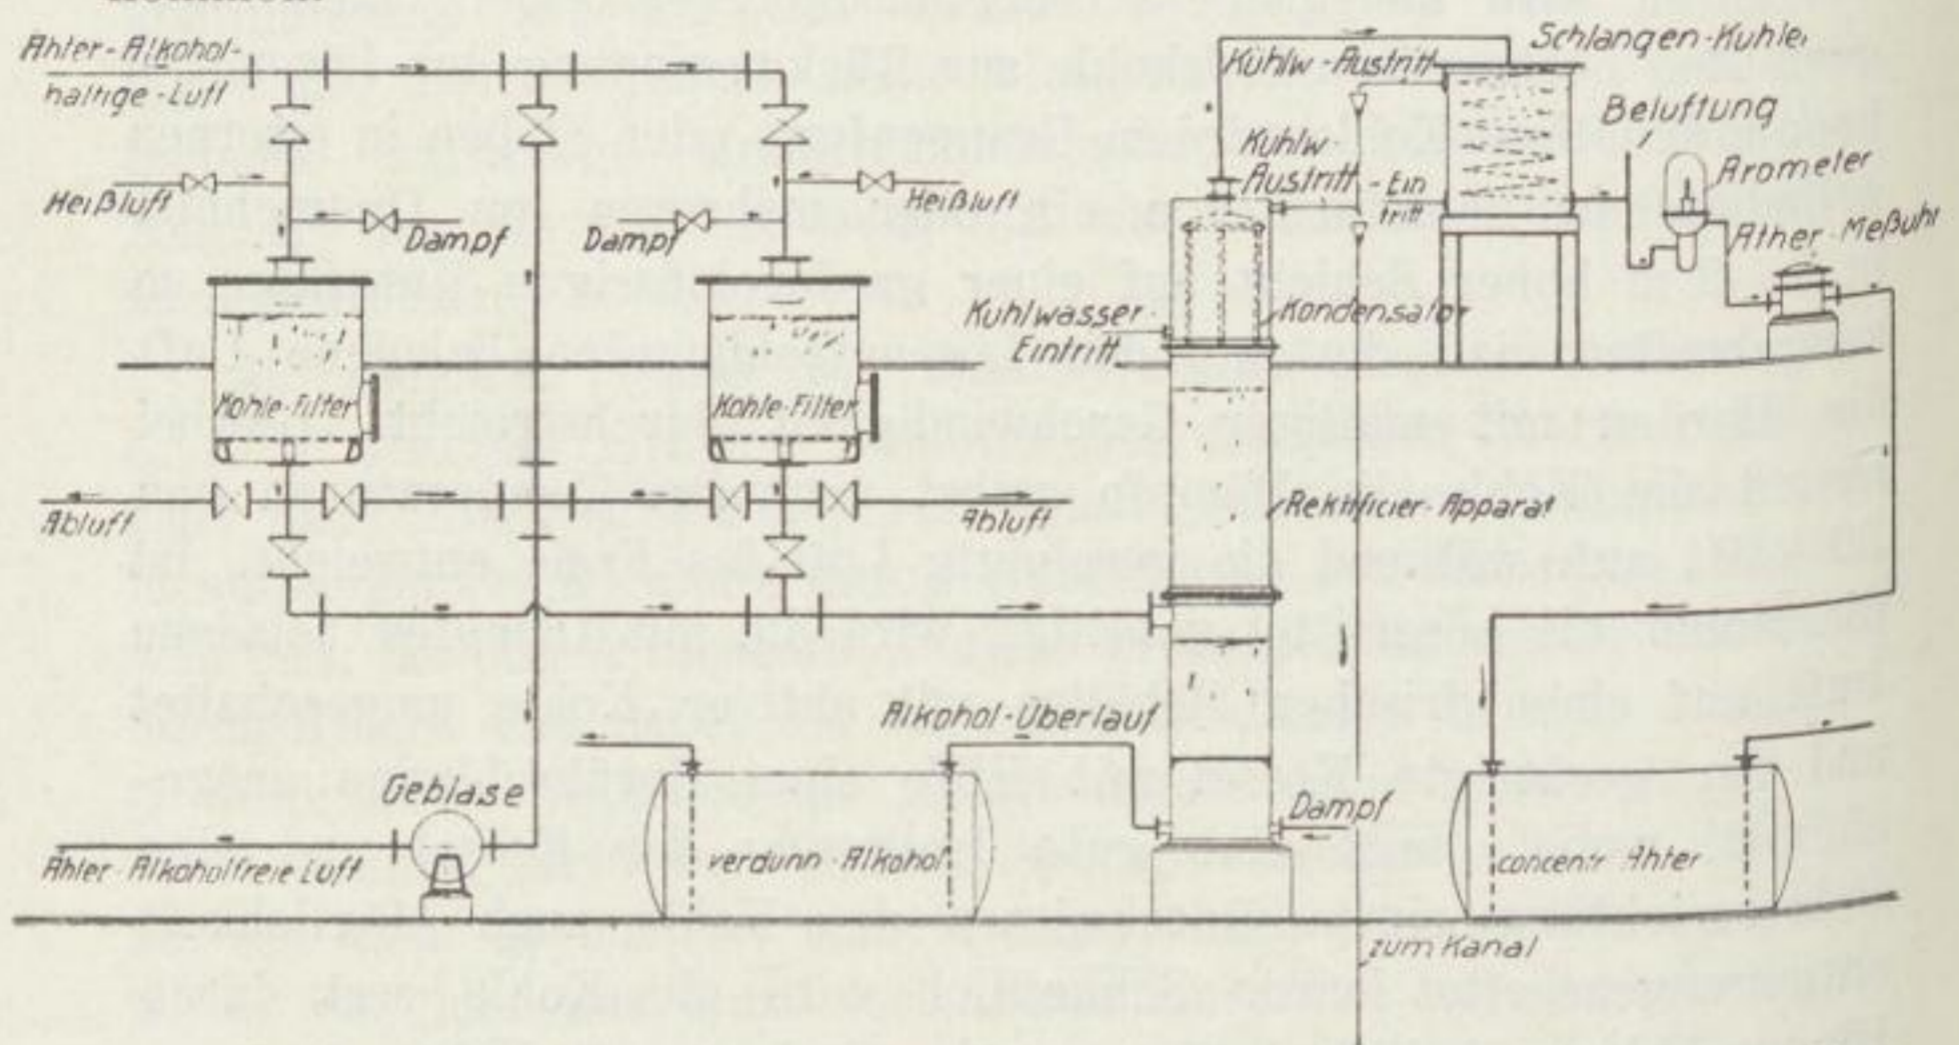 Äther-Alkohol-
haltige-Luft
Heißluft
Dampf
Dampf
Heißluft
Kohle-Filter
Kohle-Filter
Abluft
Abluft
Gebläse
Äther-Alkoholfreie Luft
Schlangen-Kühler
Kühlw-Austritt
Kühlw-
Austritt
Ein
tritt
Belüftung
Arometer
Äther-Meßuhr
Kühlwasser
Eintritt
Kondensator
Rektificier-Apparat
Alkohol-Überlauf
Dampf
verdünn-Alkohol
concentr Äther
zum Kanal